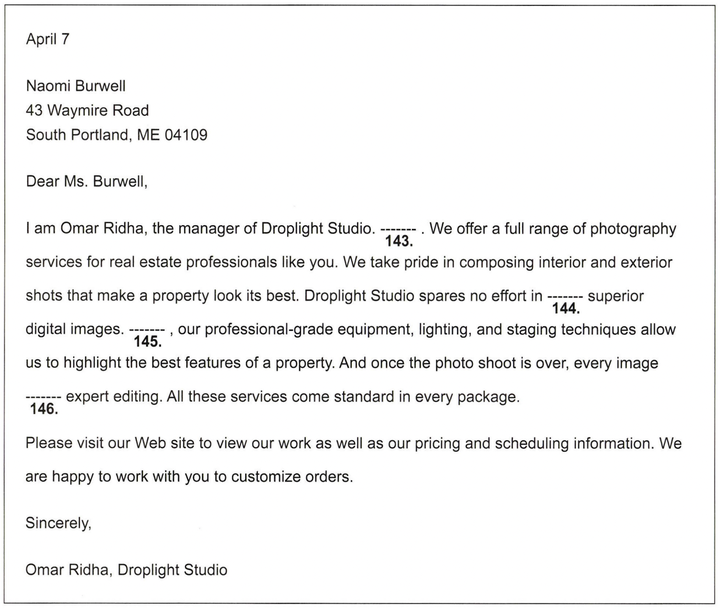 April 7
Naomi Burwell
43 Waymire Road
South Portland, ME 04109
Dear Ms. Burwell,
I am Omar Ridha, the manager of Droplight Studio. ------- . We offer a full range of photography
143.
services for real estate professionals like you. We take pride in composing interior and exterior
shots that make a property look its best. Droplight Studio spares no effort in ------- superior
144.
digital images. ------- , our professional-grade equipment, lighting, and staging techniques allow
145.
us to highlight the best features of a property. And once the photo shoot is over, every image
------- expert editing. All these services come standard in every package.
146.
Please visit our Web site to view our work as well as our pricing and scheduling information. We
are happy to work with you to customize orders.
Sincerely,
Omar Ridha, Droplight Studio